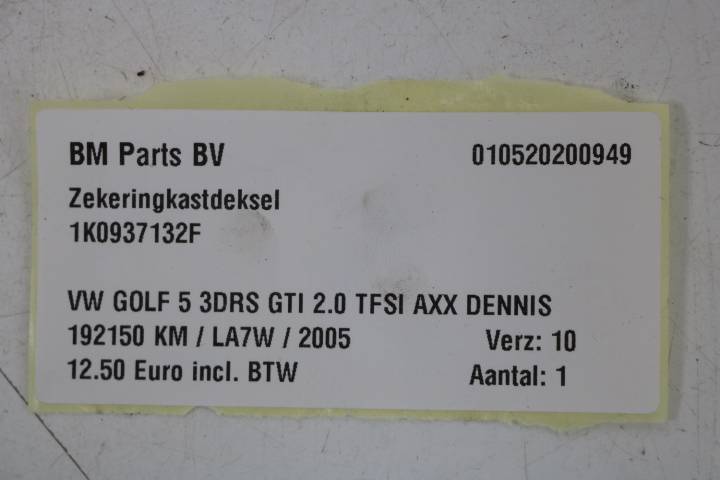 BM Parts BV 010520200949
Zekeringkastdeksel
1K0937132F
VW GOLF 5 3DRS GTI 2.0 TFSI AXX DENNIS
192150 KM / LA7W / 2005 Verz: 10
12.50 Euro incl. BTW Aantal: 1